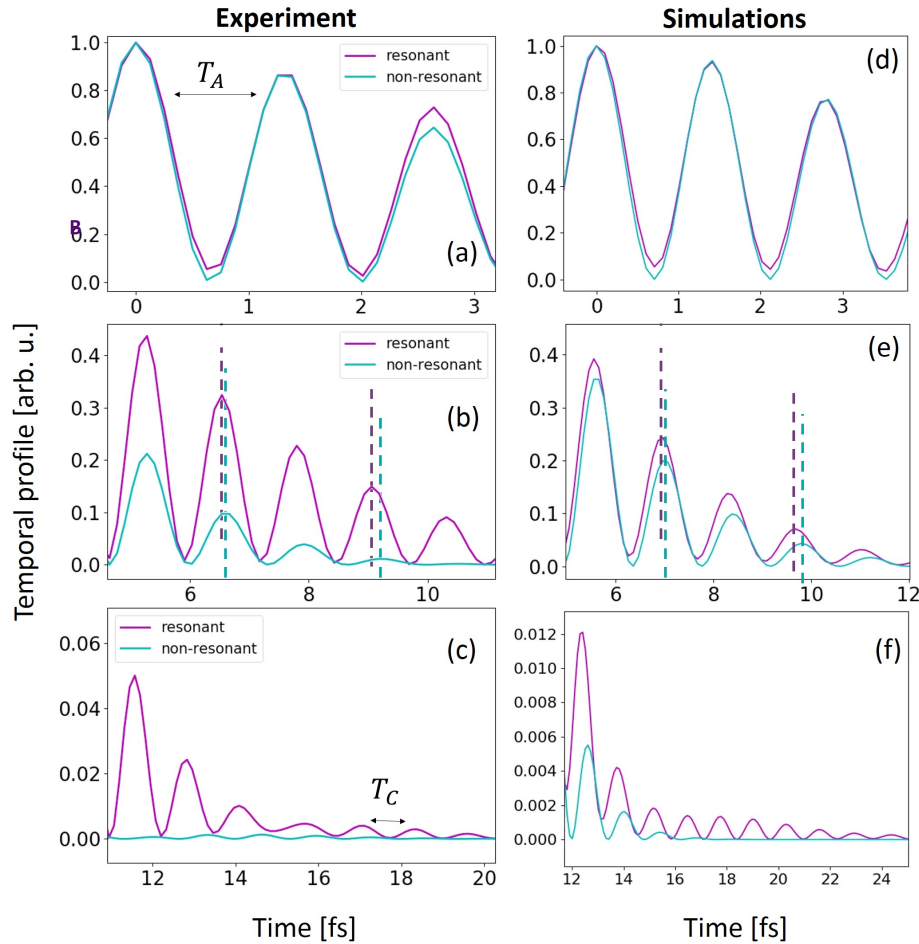 Experiment
Simulations
Temporal profile [arb. u.]
1.0
0.8
0.6
0.4
0.2
0.0
B
resonant
non-resonant
T_A
(a)
0 1 2 3
1.0
0.8
0.6
0.4
0.2
0.0
(d)
0 1 2 3
0.4
0.3
0.2
0.1
0.0
resonant
non-resonant
(b)
6 8 10
0.4
0.3
0.2
0.1
0.0
(e)
6 8 10 12
0.06
0.04
0.02
0.00
resonant
non-resonant
(c)
T_C
12 14 16 18 20
0.012
0.010
0.008
0.006
0.004
0.002
0.000
(f)
12 14 16 18 20 22 24
Time [fs]
Time [fs]